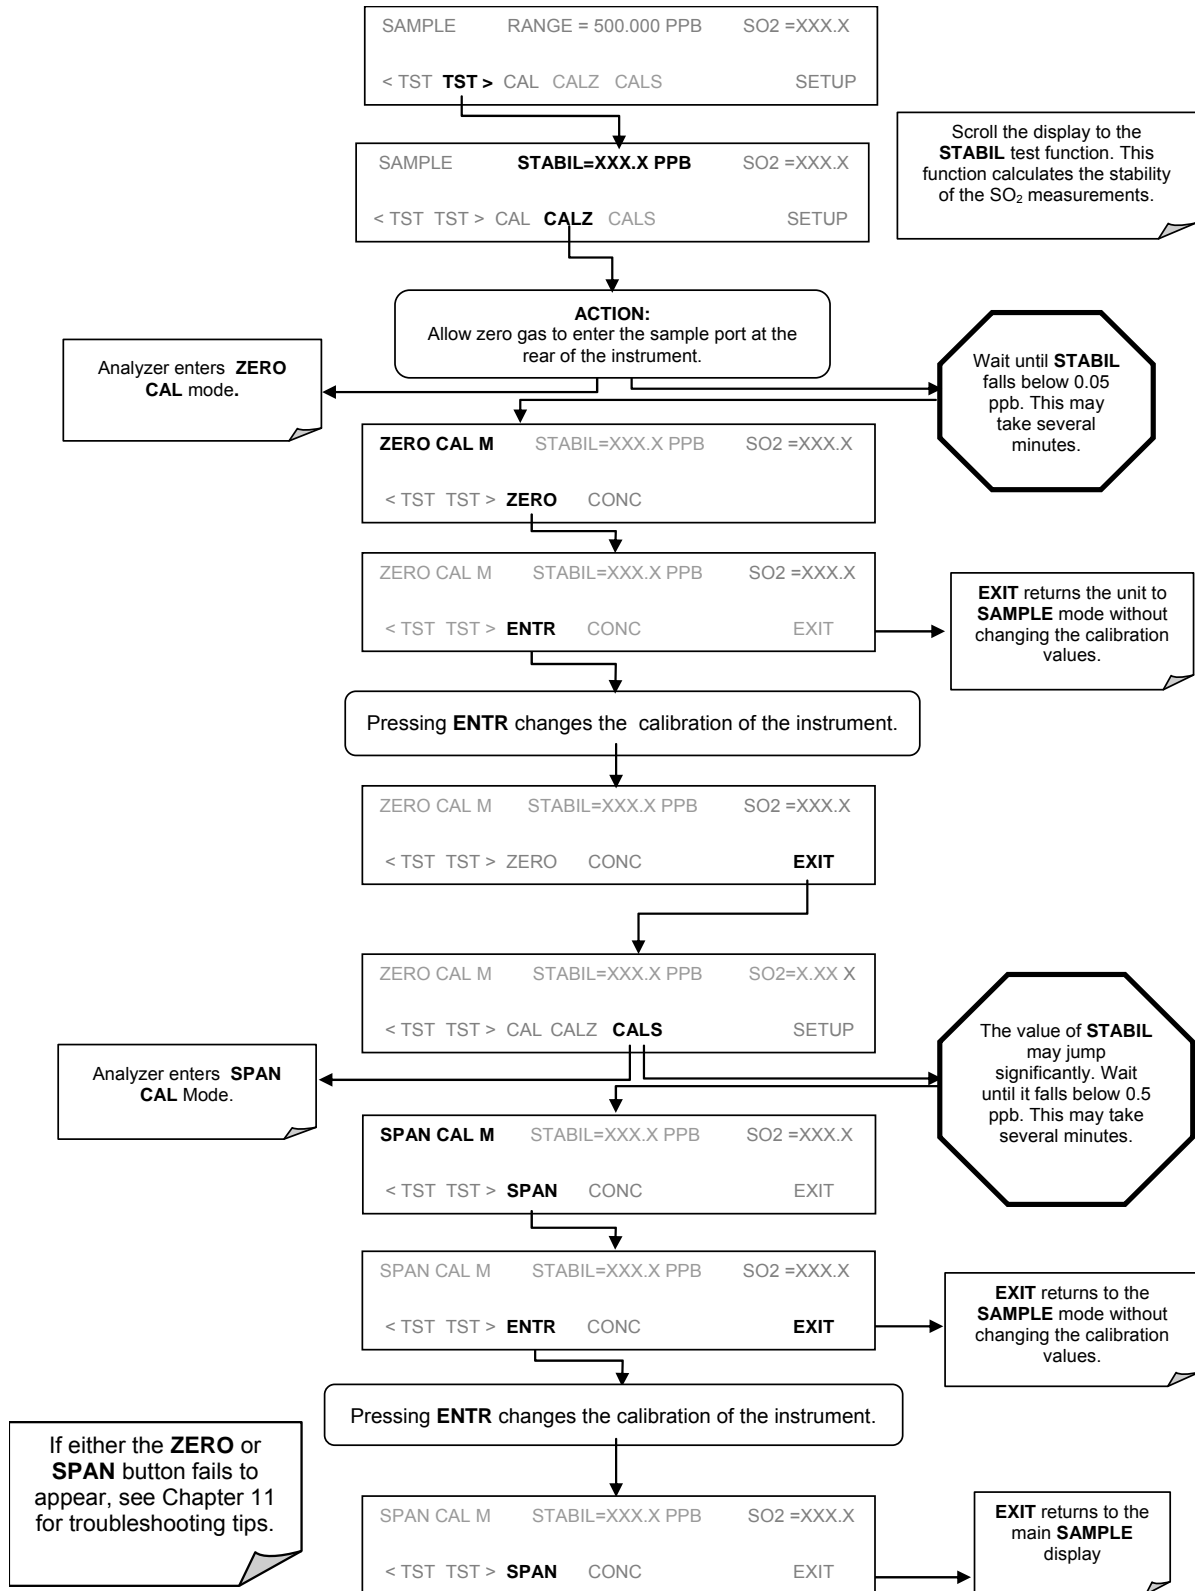 SAMPLE RANGE = 500.000 PPB SO2 =XXX.X
< TST TST > CAL CALZ CALS SETUP
Scroll the display to the
STABIL test function. This
function calculates the stability
of the SO₂ measurements.
SAMPLE STABIL=XXX.X PPB SO2 =XXX.X
< TST TST > CAL CALZ CALS SETUP
ACTION:
Allow zero gas to enter the sample port at the
rear of the instrument.
Analyzer enters ZERO
CAL mode.
Wait until STABIL
falls below 0.05
ppb. This may
take several
minutes.
ZERO CAL M STABIL=XXX.X PPB SO2 =XXX.X
< TST TST > ZERO CONC
ZERO CAL M STABIL=XXX.X PPB SO2 =XXX.X
< TST TST > ENTR CONC EXIT
EXIT returns the unit to
SAMPLE mode without
changing the calibration
values.
Pressing ENTR changes the calibration of the instrument.
ZERO CAL M STABIL=XXX.X PPB SO2 =XXX.X
< TST TST > ZERO CONC EXIT
ZERO CAL M STABIL=XXX.X PPB SO2=X.XX X
< TST TST > CAL CALZ CALS SETUP
The value of STABIL
may jump
significantly. Wait
until it falls below 0.5
ppb. This may take
several minutes.
Analyzer enters SPAN
CAL Mode.
SPAN CAL M STABIL=XXX.X PPB SO2 =XXX.X
< TST TST > SPAN CONC EXIT
SPAN CAL M STABIL=XXX.X PPB SO2 =XXX.X
< TST TST > ENTR CONC EXIT
EXIT returns to the
SAMPLE mode without
changing the calibration
values.
Pressing ENTR changes the calibration of the instrument.
If either the ZERO or
SPAN button fails to
appear, see Chapter 11
for troubleshooting tips.
SPAN CAL M STABIL=XXX.X PPB SO2 =XXX.X
< TST TST > SPAN CONC EXIT
EXIT returns to the
main SAMPLE
display